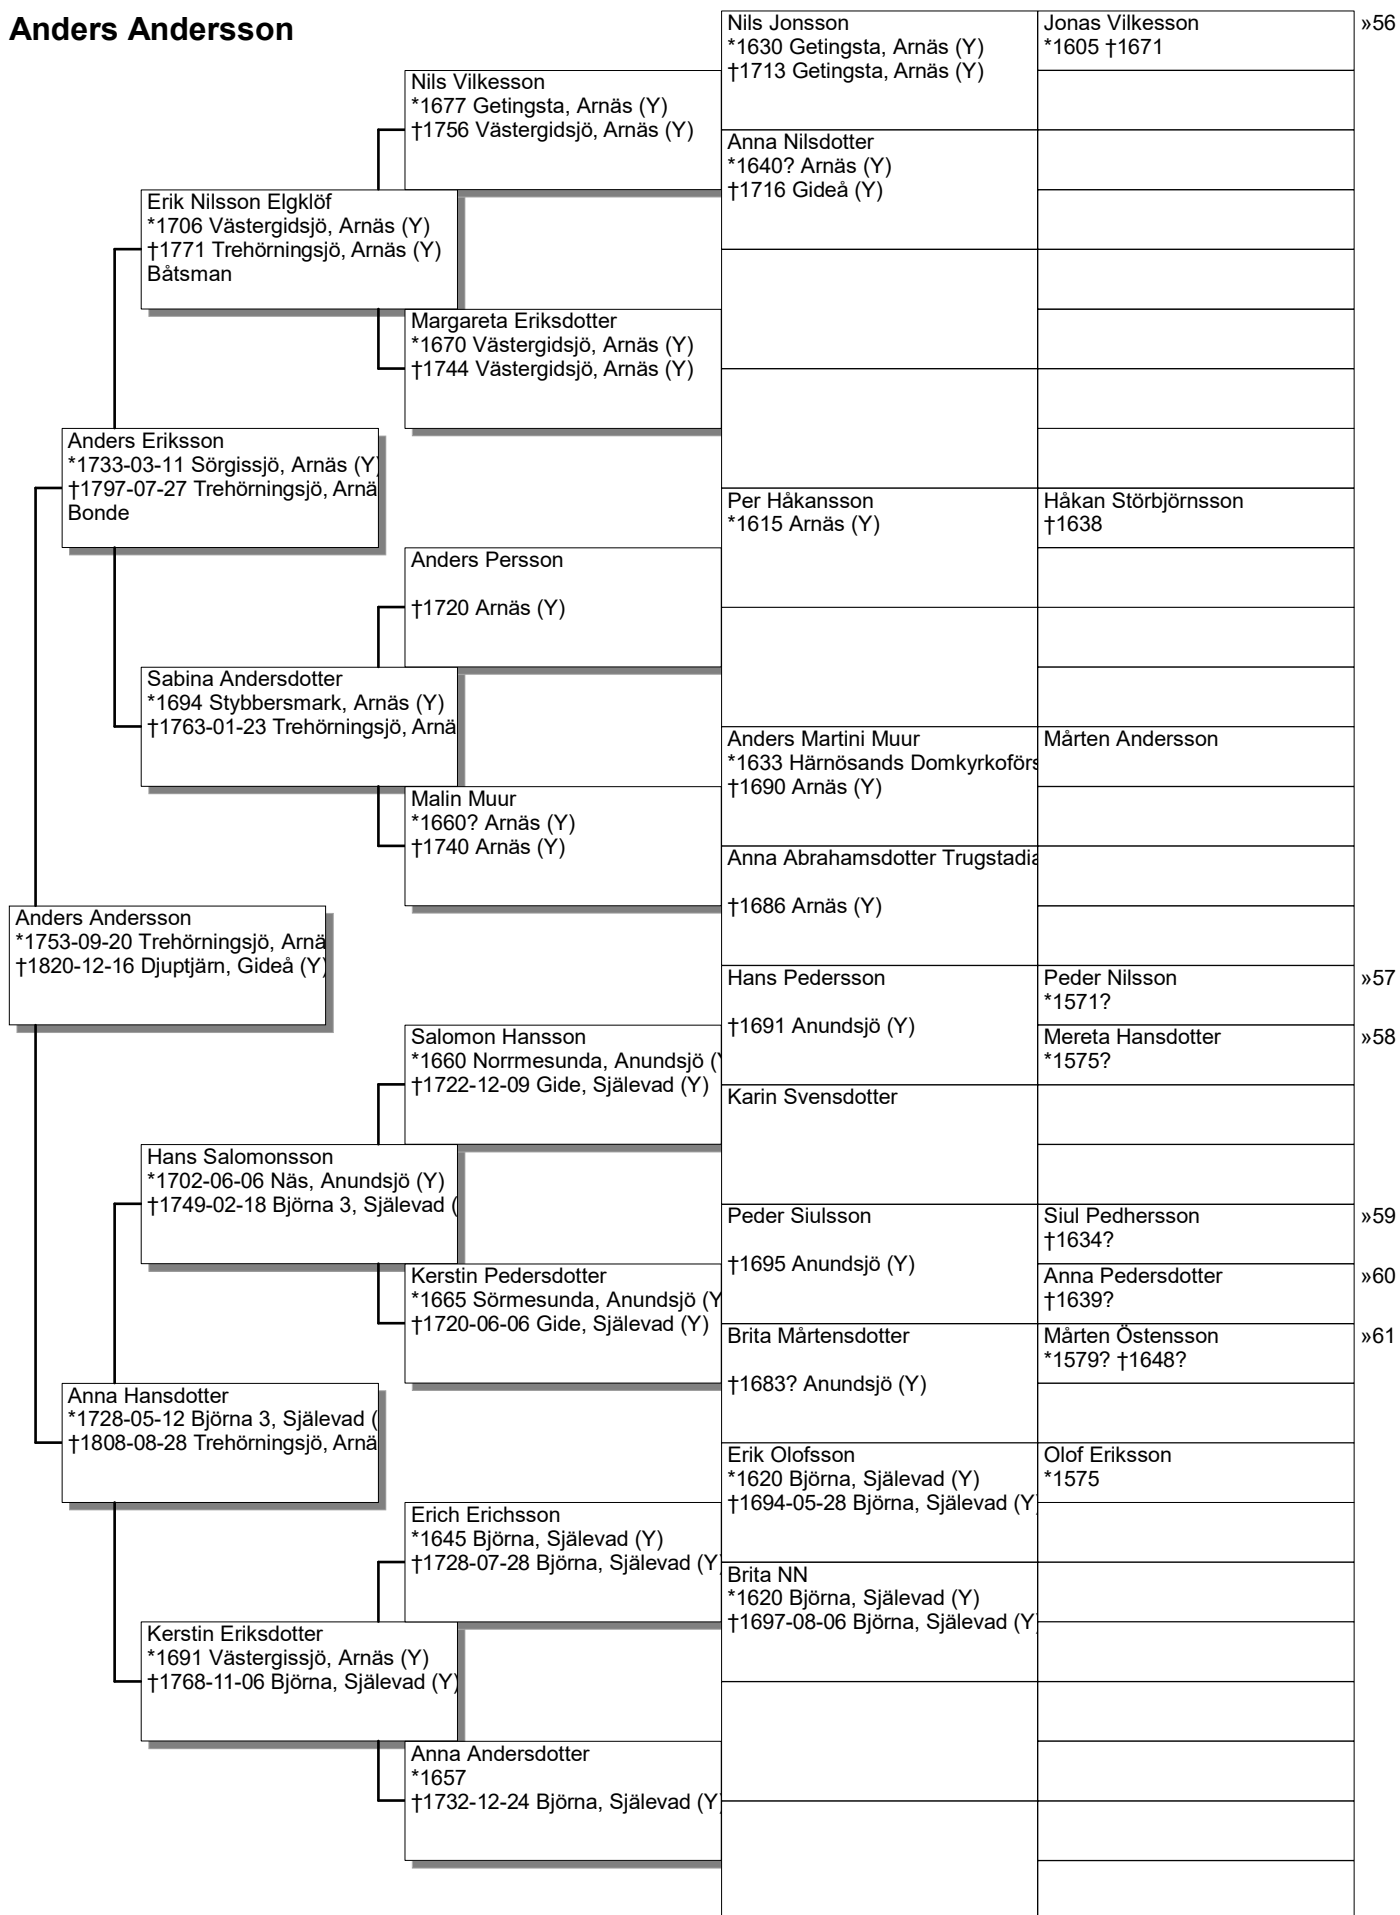 Anders Andersson
Anders Andersson
*1753-09-20 Trehörningsjö, Arnä
†1820-12-16 Djuptjärn, Gideå (Y)
Anders Eriksson
*1733-03-11 Sörgissjö, Arnäs (Y)
†1797-07-27 Trehörningsjö, Arnä
Bonde
Anna Hansdotter
*1728-05-12 Björna 3, Själevad (
†1808-08-28 Trehörningsjö, Arnä
Erik Nilsson Elgklöf
*1706 Västergidsjö, Arnäs (Y)
†1771 Trehörningsjö, Arnäs (Y)
Båtsman
Sabina Andersdotter
*1694 Stybbersmark, Arnäs (Y)
†1763-01-23 Trehörningsjö, Arnä
Hans Salomonsson
*1702-06-06 Näs, Anundsjö (Y)
†1749-02-18 Björna 3, Själevad (
Kerstin Eriksdotter
*1691 Västergissjö, Arnäs (Y)
†1768-11-06 Björna, Själevad (Y)
Nils Vilkesson
*1677 Getingsta, Arnäs (Y)
†1756 Västergidsjö, Arnäs (Y)
Margareta Eriksdotter
*1670 Västergidsjö, Arnäs (Y)
†1744 Västergidsjö, Arnäs (Y)
Anders Persson
†1720 Arnäs (Y)
Malin Muur
*1660? Arnäs (Y)
†1740 Arnäs (Y)
Salomon Hansson
*1660 Norrmesunda, Anundsjö (Y
†1722-12-09 Gide, Själevad (Y)
Kerstin Pedersdotter
*1665 Sörmesunda, Anundsjö (Y
†1720-06-06 Gide, Själevad (Y)
Erich Erichsson
*1645 Björna, Själevad (Y)
†1728-07-28 Björna, Själevad (Y
Anna Andersdotter
*1657
†1732-12-24 Björna, Själevad (Y
Nils Jonsson
*1630 Getingsta, Arnäs (Y)
†1713 Getingsta, Arnäs (Y)
Anna Nilsdotter
*1640? Arnäs (Y)
†1716 Gideå (Y)
Per Håkansson
*1615 Arnäs (Y)
Anders Martini Muur
*1633 Härnösands Domkyrkoförs
†1690 Arnäs (Y)
Anna Abrahamsdotter Trugstadia
†1686 Arnäs (Y)
Hans Pedersson
†1691 Anundsjö (Y)
Karin Svensdotter
Peder Siulsson
†1695 Anundsjö (Y)
Brita Mårtensdotter
†1683? Anundsjö (Y)
Erik Olofsson
*1620 Björna, Själevad (Y)
†1694-05-28 Björna, Själevad (Y
Brita NN
*1620 Björna, Själevad (Y)
†1697-08-06 Björna, Själevad (Y
Jonas Vilkesson »56
*1605 †1671
Håkan Störbjörnsson
†1638
Mårten Andersson
Peder Nilsson »57
*1571?
Mereta Hansdotter »58
*1575?
Siul Pedhersson »59
†1634?
Anna Pedersdotter »60
†1639?
Mårten Östensson »61
*1579? †1648?
Olof Eriksson
*1575